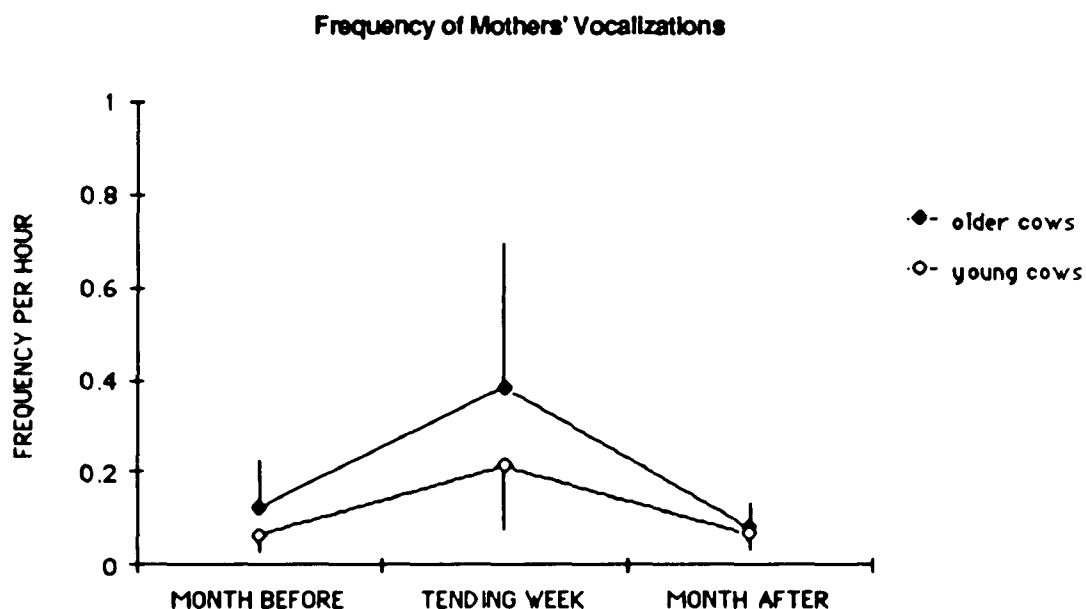 Frequency of Mothers' Vocalizations
FREQUENCY PER HOUR
1
0.8
0.6
0.4
0.2
0
MONTH BEFORE
TENDING WEEK
MONTH AFTER
older cows
young cows